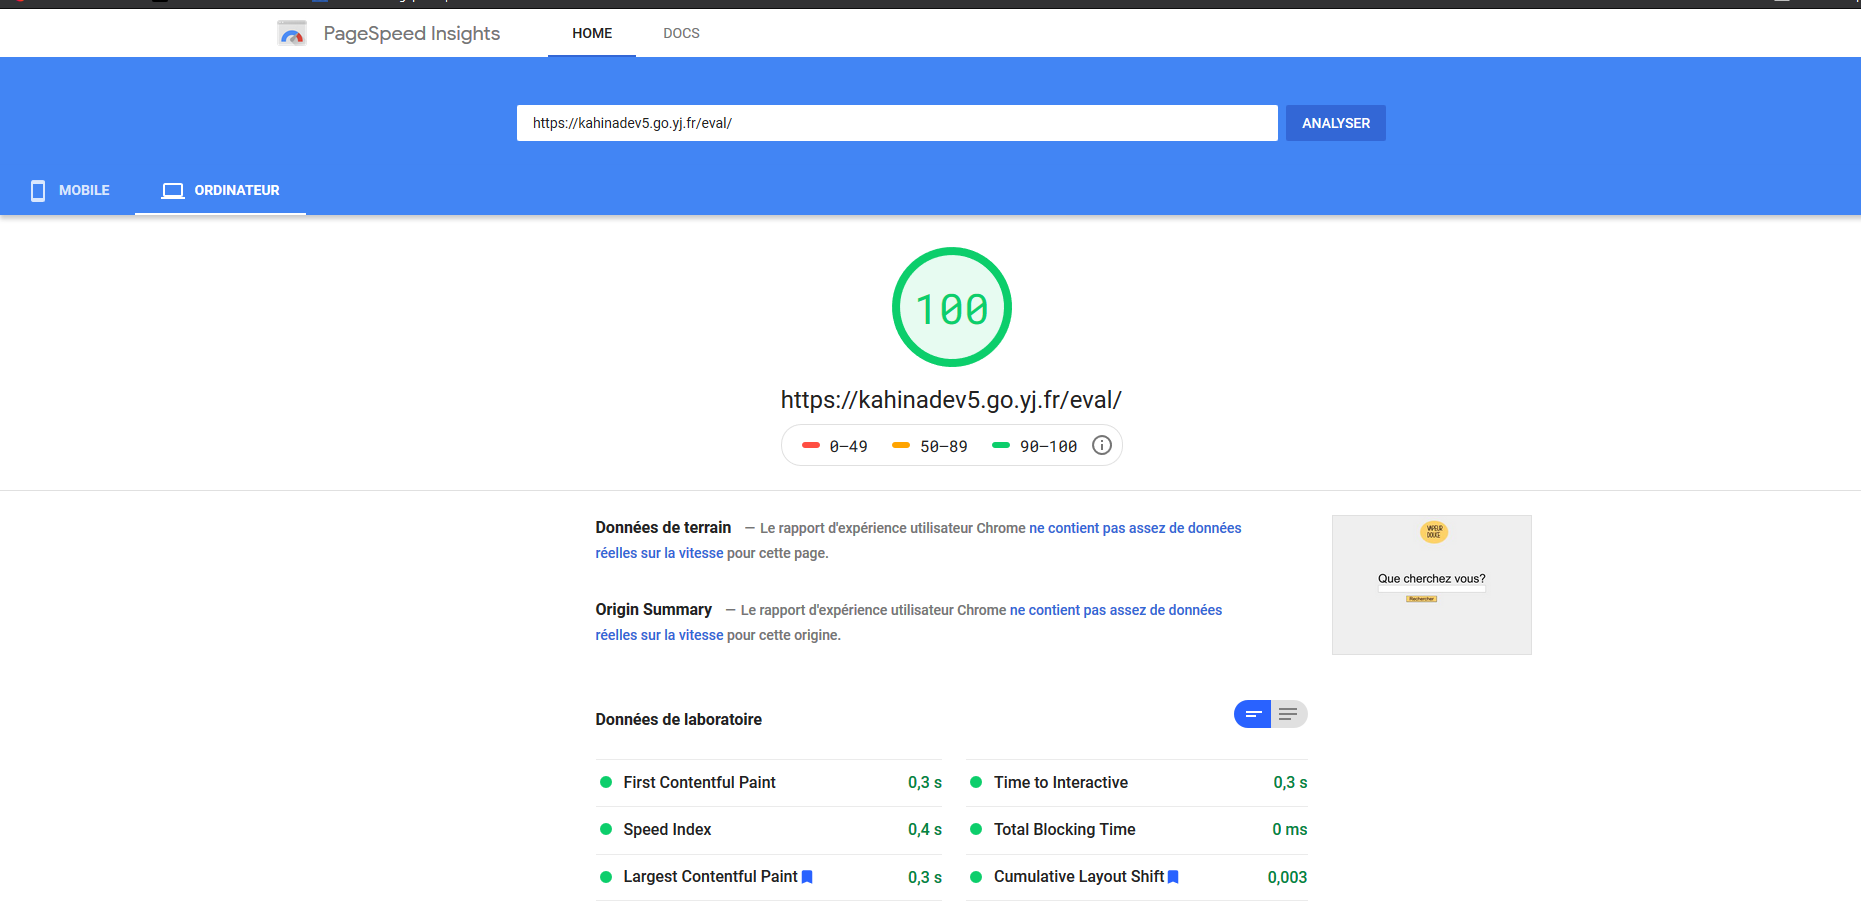 PageSpeed Insights
HOME
DOCS
https://kahinadev5.go.yj.fr/eval/
ANALYSER
MOBILE
ORDINATEUR
100
https://kahinadev5.go.yj.fr/eval/
0–49
50–89
90–100
Données de terrain — Le rapport d'expérience utilisateur Chrome ne contient pas assez de données
réelles sur la vitesse pour cette page.
VAPEUR
DOUCE
Que cherchez vous?
Rechercher
Origin Summary — Le rapport d'expérience utilisateur Chrome ne contient pas assez de données
réelles sur la vitesse pour cette origine.
Données de laboratoire
First Contentful Paint 0,3 s
Time to Interactive 0,3 s
Speed Index 0,4 s
Total Blocking Time 0 ms
Largest Contentful Paint 0,3 s
Cumulative Layout Shift 0,003